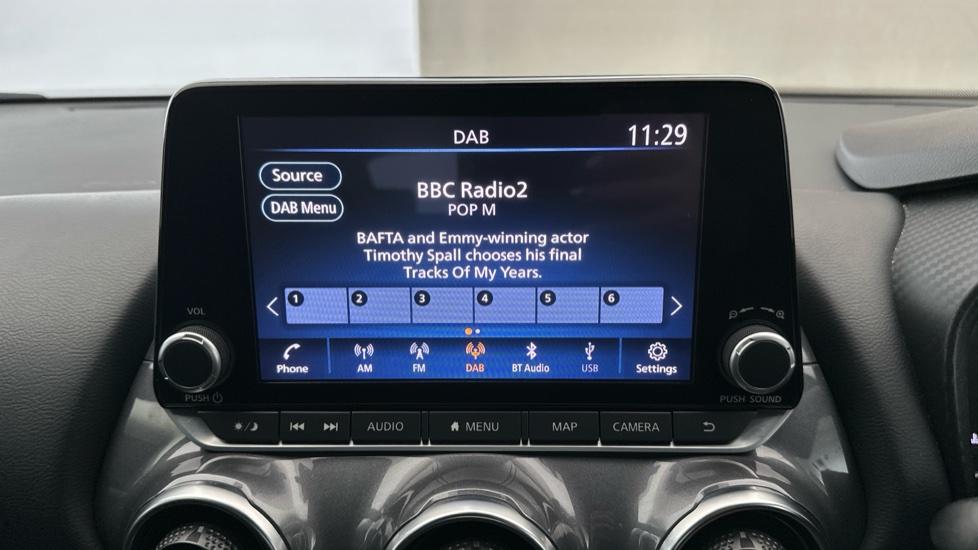 DAB
11:29
Source
DAB Menu
BBC Radio2
POP M
BAFTA and Emmy-winning actor
Timothy Spall chooses his final
Tracks Of My Years.
1 2 3 4 5 6
Phone AM FM DAB BT Audio USB Settings
VOL
PUSH
PUSH SOUND
AUDIO MENU MAP CAMERA